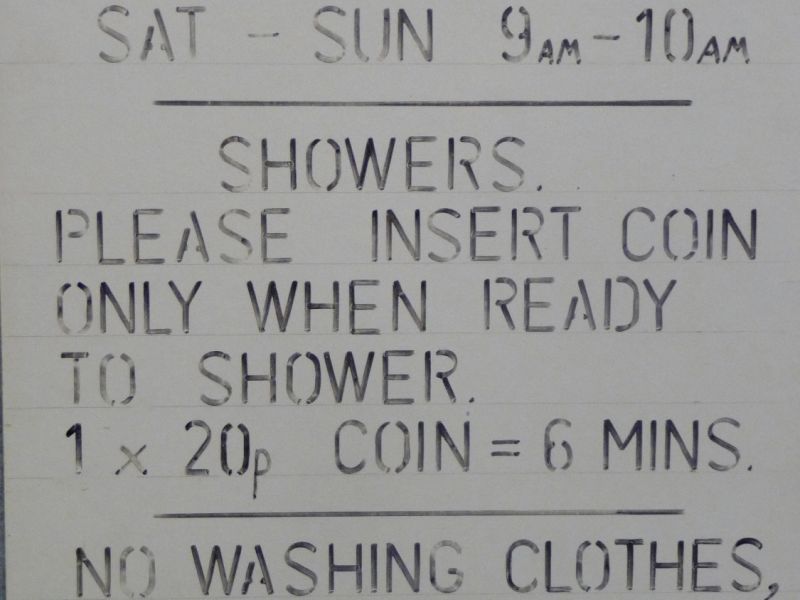 SAT - SUN 9AM - 10AM
SHOWERS.
PLEASE INSERT COIN
ONLY WHEN READY
TO SHOWER.
1 x 20p COIN = 6 MINS.
NO WASHING CLOTHES,